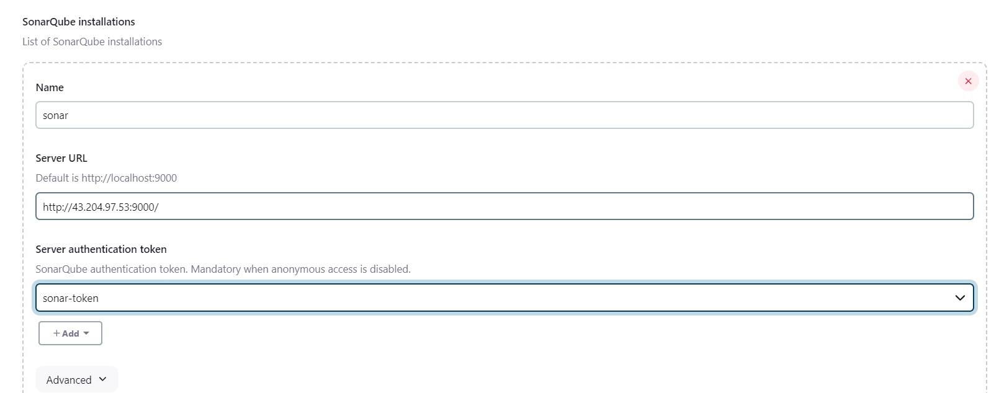 SonarQube installations
List of SonarQube installations
Name
sonar
Server URL
Default is http://localhost:9000
http://43.204.97.53:9000/
Server authentication token
SonarQube authentication token. Mandatory when anonymous access is disabled.
sonar-token
+ Add
Advanced